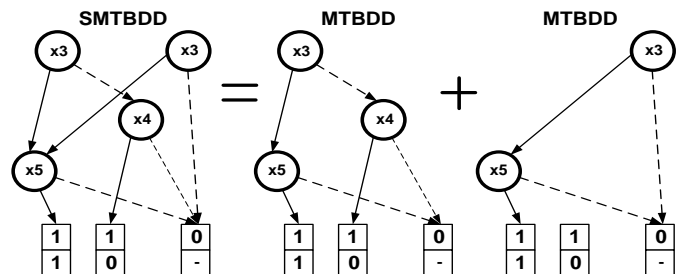 SMTBDD MTBDD MTBDD
x3 x3 = x3 + x3
x4 x4
x5 x5 x5
1 1 0 1 1 0 1 1 0
1 0 - 1 0 - 1 0 -